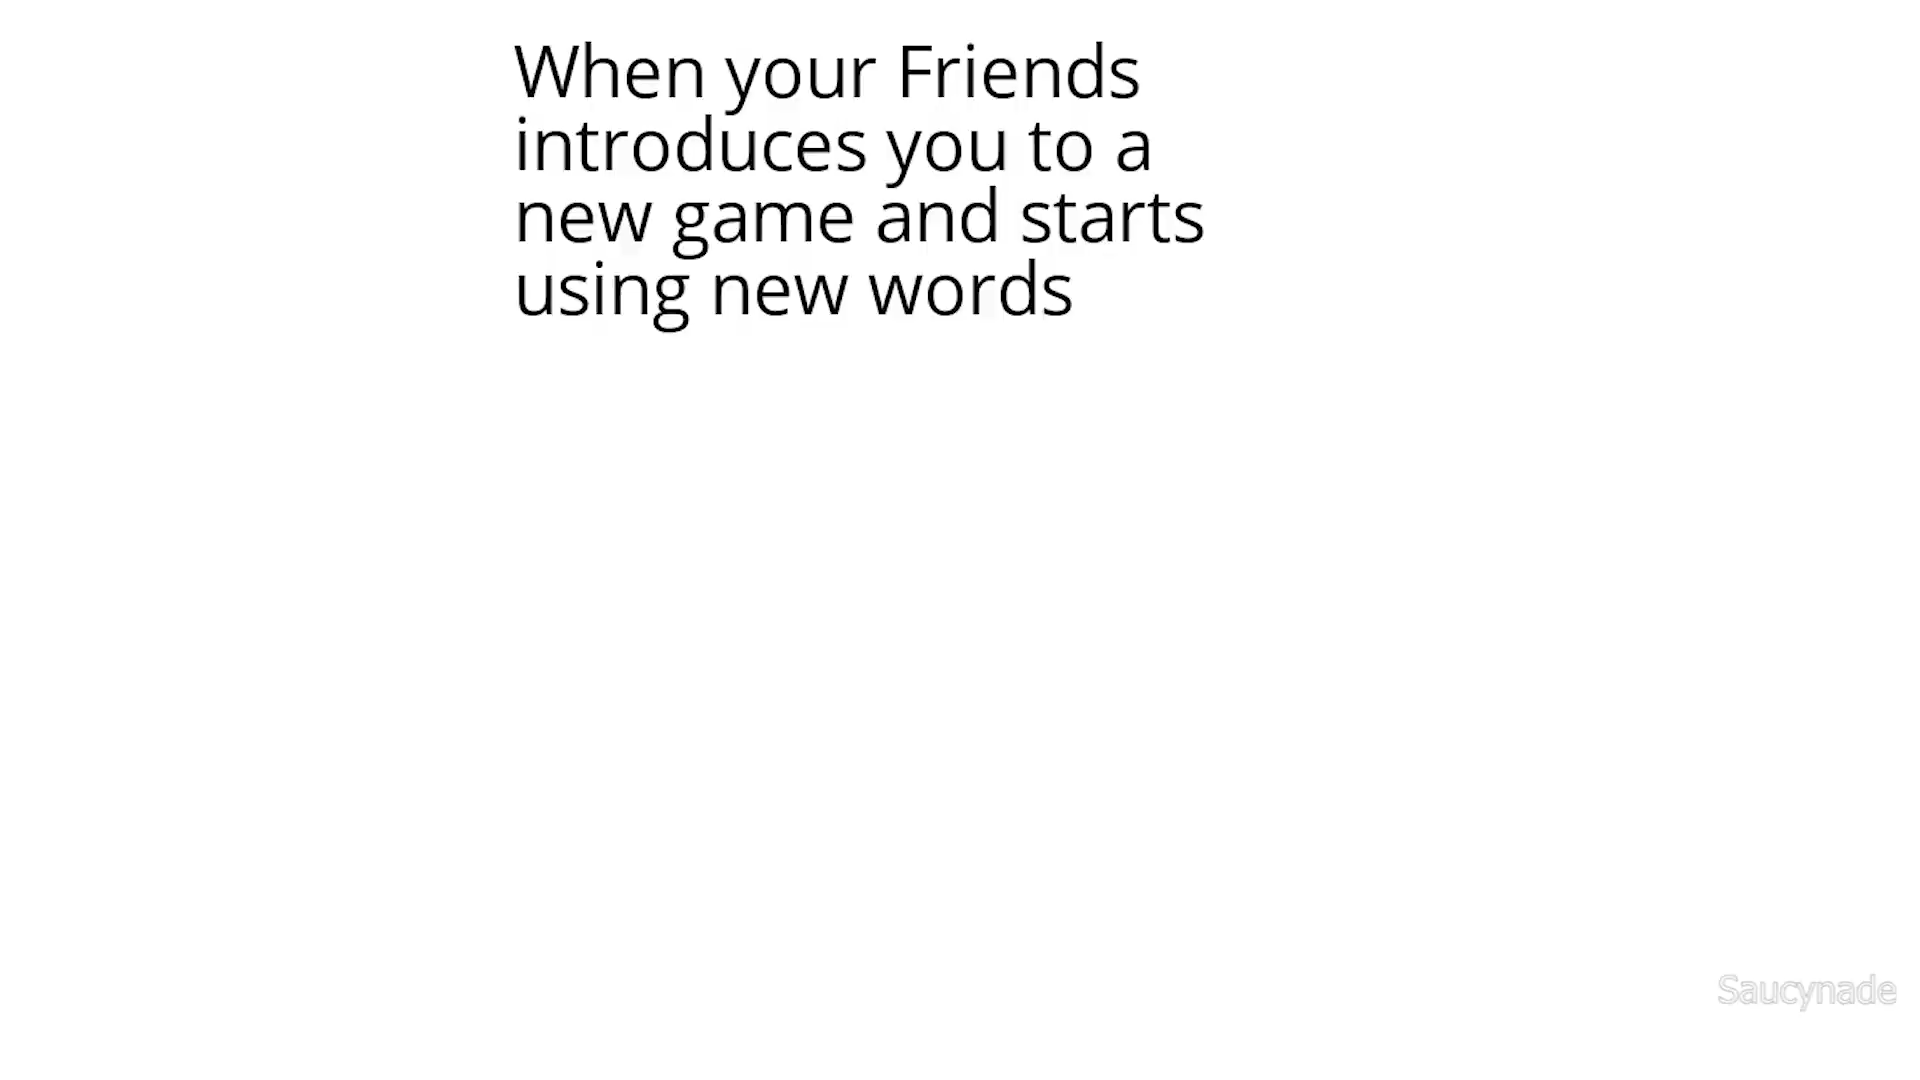 When your Friends
introduces you to a
new game and starts
using new words
Saucynade